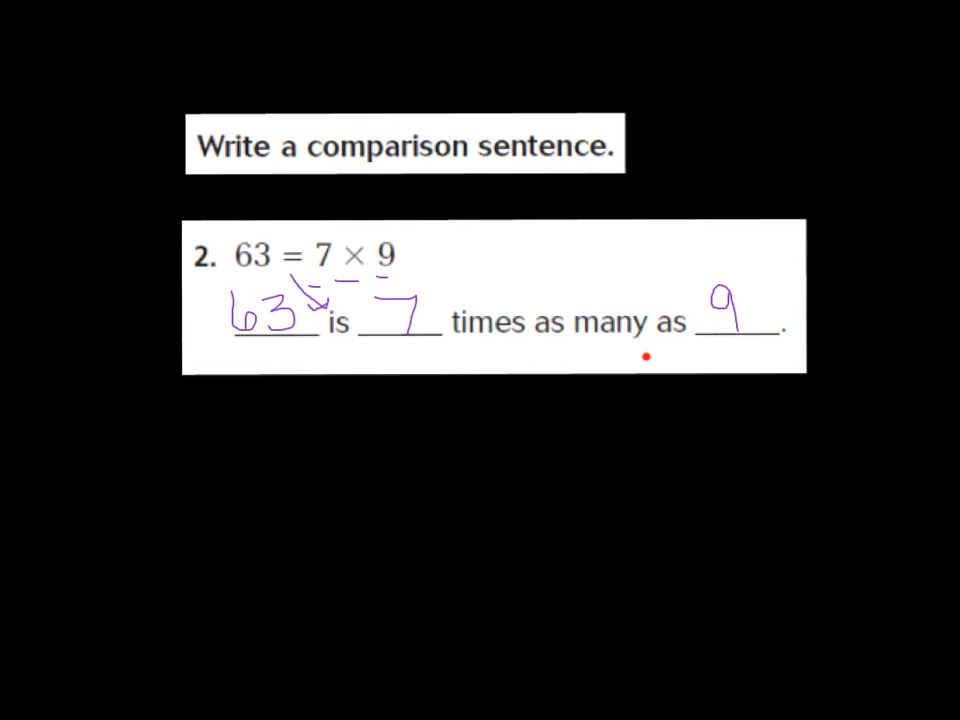 Write a comparison sentence.
2. 63 = 7 × 9
63 is 7 times as many as 9.